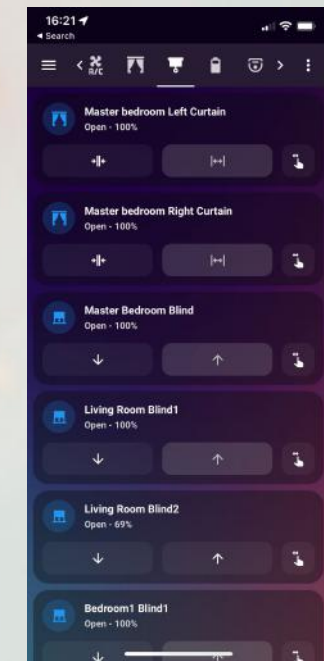 16:21
◄ Search
A/C
Master bedroom Left Curtain
Open - 100%
Master bedroom Right Curtain
Open - 100%
Master Bedroom Blind
Open - 100%
Living Room Blind1
Open - 100%
Living Room Blind2
Open - 69%
Bedroom1 Blind1
Open - 100%